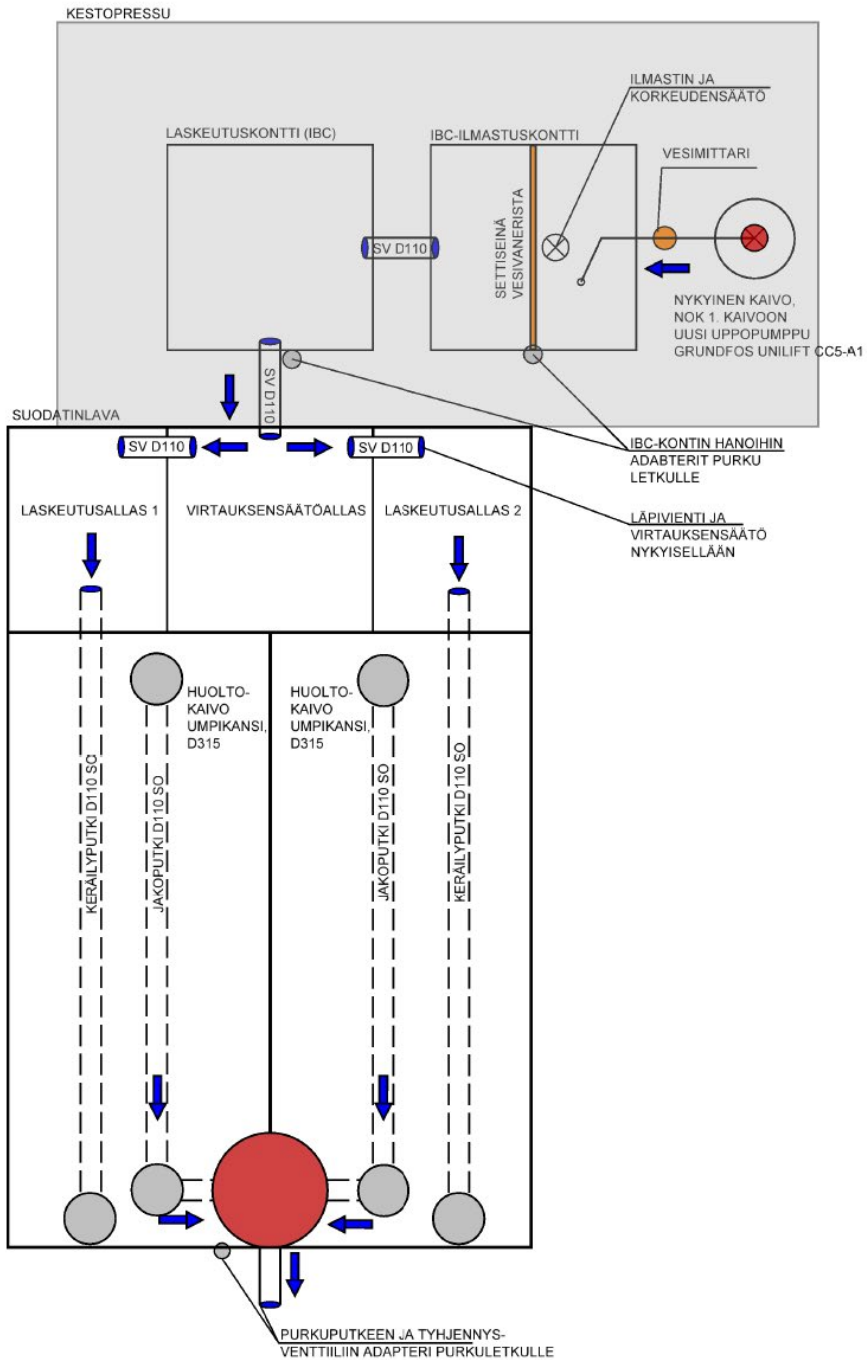 KESTOPRESSU
ILMASTIN JA
KORKEUDENSÄÄTÖ
LASKEUTUSKONTTI (IBC)
IBC-ILMASTUSKONTTI
VESIMITTARI
SV D110
SETTISEINÄ
VESIVANERISTA
NYKYINEN KAIVO,
NOK 1. KAIVOON
UUSI UPPOPUMPPU
GRUNDFOS UNILIFT CC5-A1
SV D110
SUODATINLAVA
SV D110
SV D110
IBC-KONTIN HANOIHIN
ADABTERIT PURKU
LETKULLE
LASKEUTUSALLAS 1
VIRTAUKSENSÄÄTÖALLAS
LASKEUTUSALLAS 2
LÄPIVIENTI JA
VIRTAUKSENSÄÄTÖ
NYKYISELLÄÄN
HUOLTO-
KAIVO
UMPIKANSI,
D315
HUOLTO-
KAIVO
UMPIKANSI,
D315
KERÄILYPUTKI D110 SO
JAKOPUTKI D110 SO
JAKOPUTKI D110 SO
KERÄILYPUTKI D110 SO
PURKUPUTKEEN JA TYHJENNYS-
VENTTIILIIN ADAPTERI PURKULETKULLE